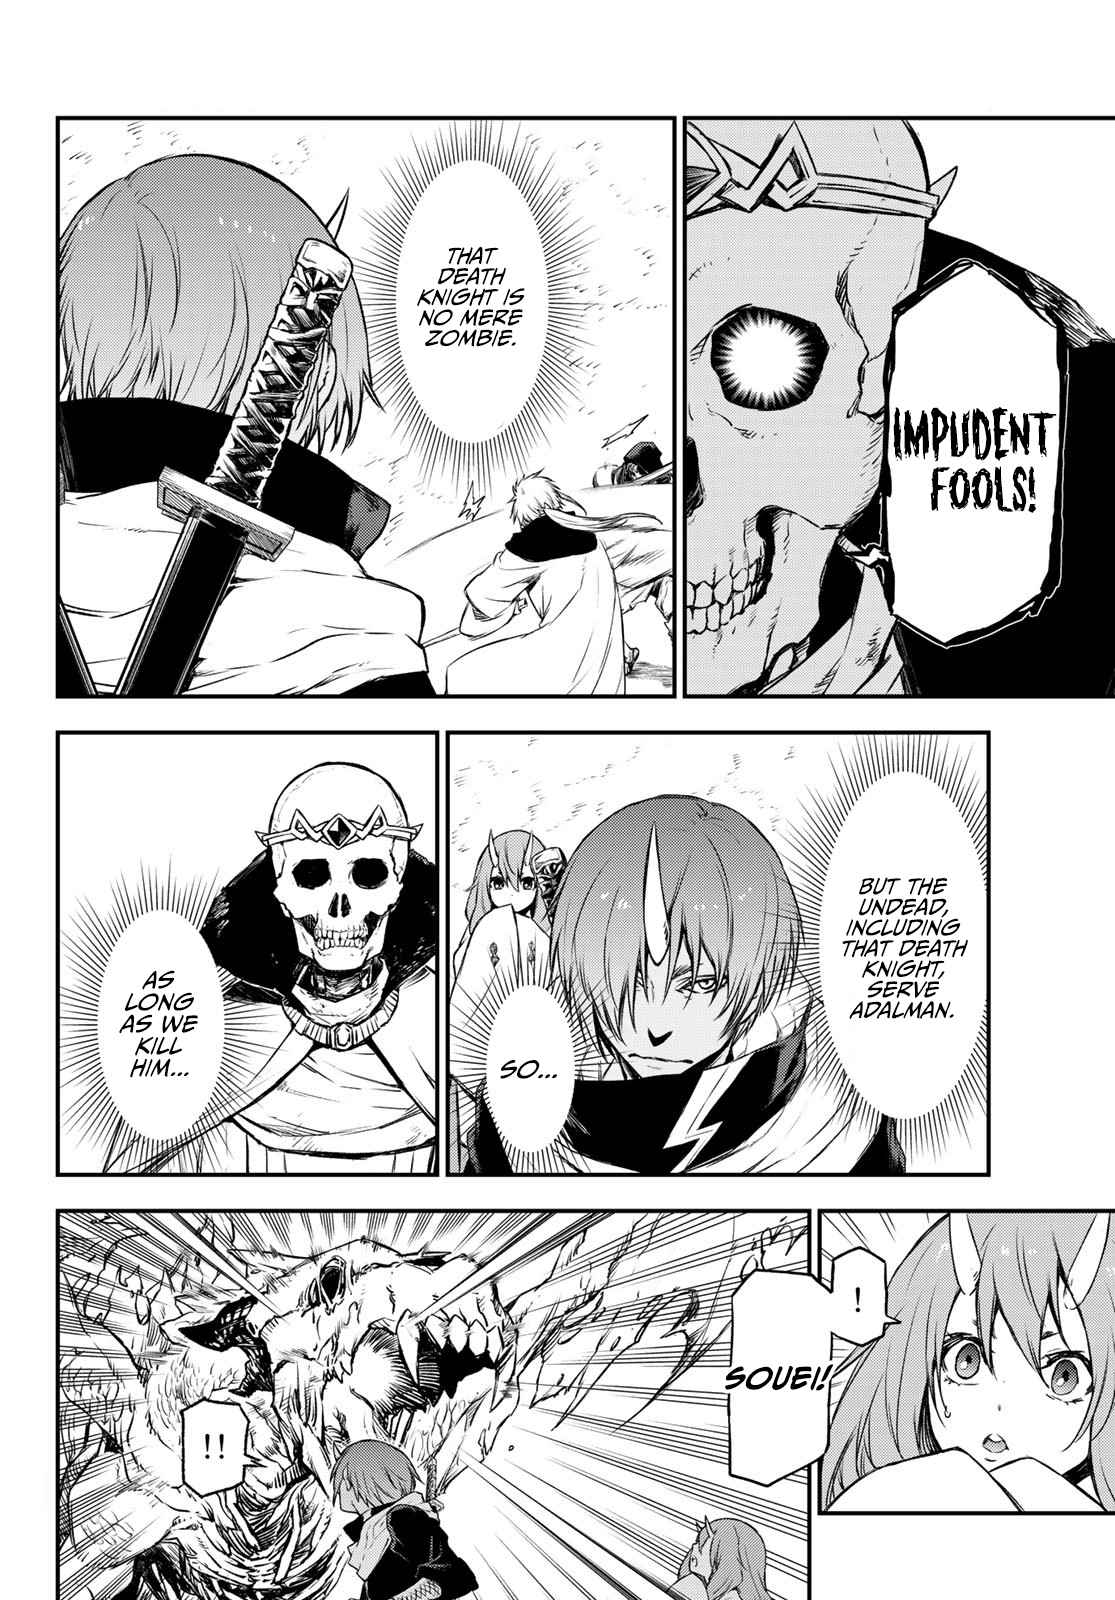 IMPUDENT
FOOLS!
THAT
DEATH
KNIGHT IS
NO MERE
ZOMBIE.
BUT THE
UNDEAD,
INCLUDING
THAT DEATH
KNIGHT,
SERVE
ADALMAN.
SO...
AS
LONG
AS WE
KILL
HIM...
!
SOUEI!
!!